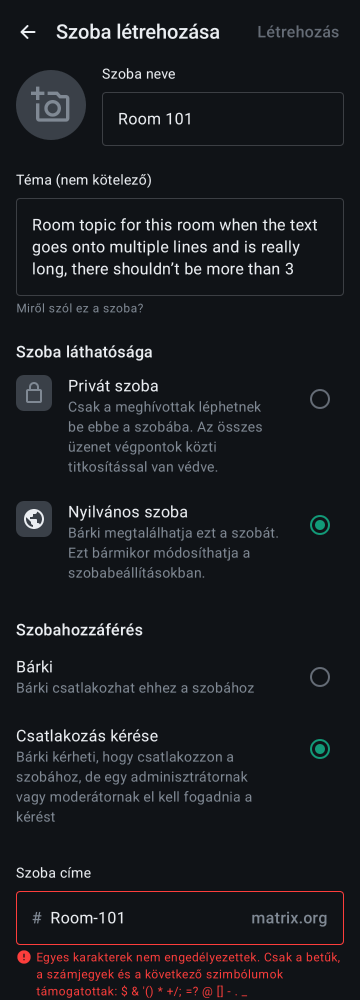 Szoba létrehozása
Létrehozás
Szoba neve
Room 101
Téma (nem kötelező)
Room topic for this room when the text
goes onto multiple lines and is really
long, there shouldn’t be more than 3
Miről szól ez a szoba?
Szoba láthatósága
Privát szoba
Csak a meghívottak léphetnek
be ebbe a szobába. Az összes
üzenet végpontok közti
titkosítással van védve.
Nyilvános szoba
Bárki megtalálhatja ezt a szobát.
Ezt bármikor módosíthatja a
szobabeállításokban.
Szobahozzáférés
Bárki
Bárki csatlakozhat ehhez a szobához
Csatlakozás kérése
Bárki kérheti, hogy csatlakozzon a
szobához, de egy adminisztrátornak
vagy moderátornak el kell fogadnia a
kérést
Szoba címe
# Room-101 matrix.org
Egyes karakterek nem engedélyezettek. Csak a betűk,
a számjegyek és a következő szimbólumok
támogatottak: $ & '() * +/; =? @ [] - . _